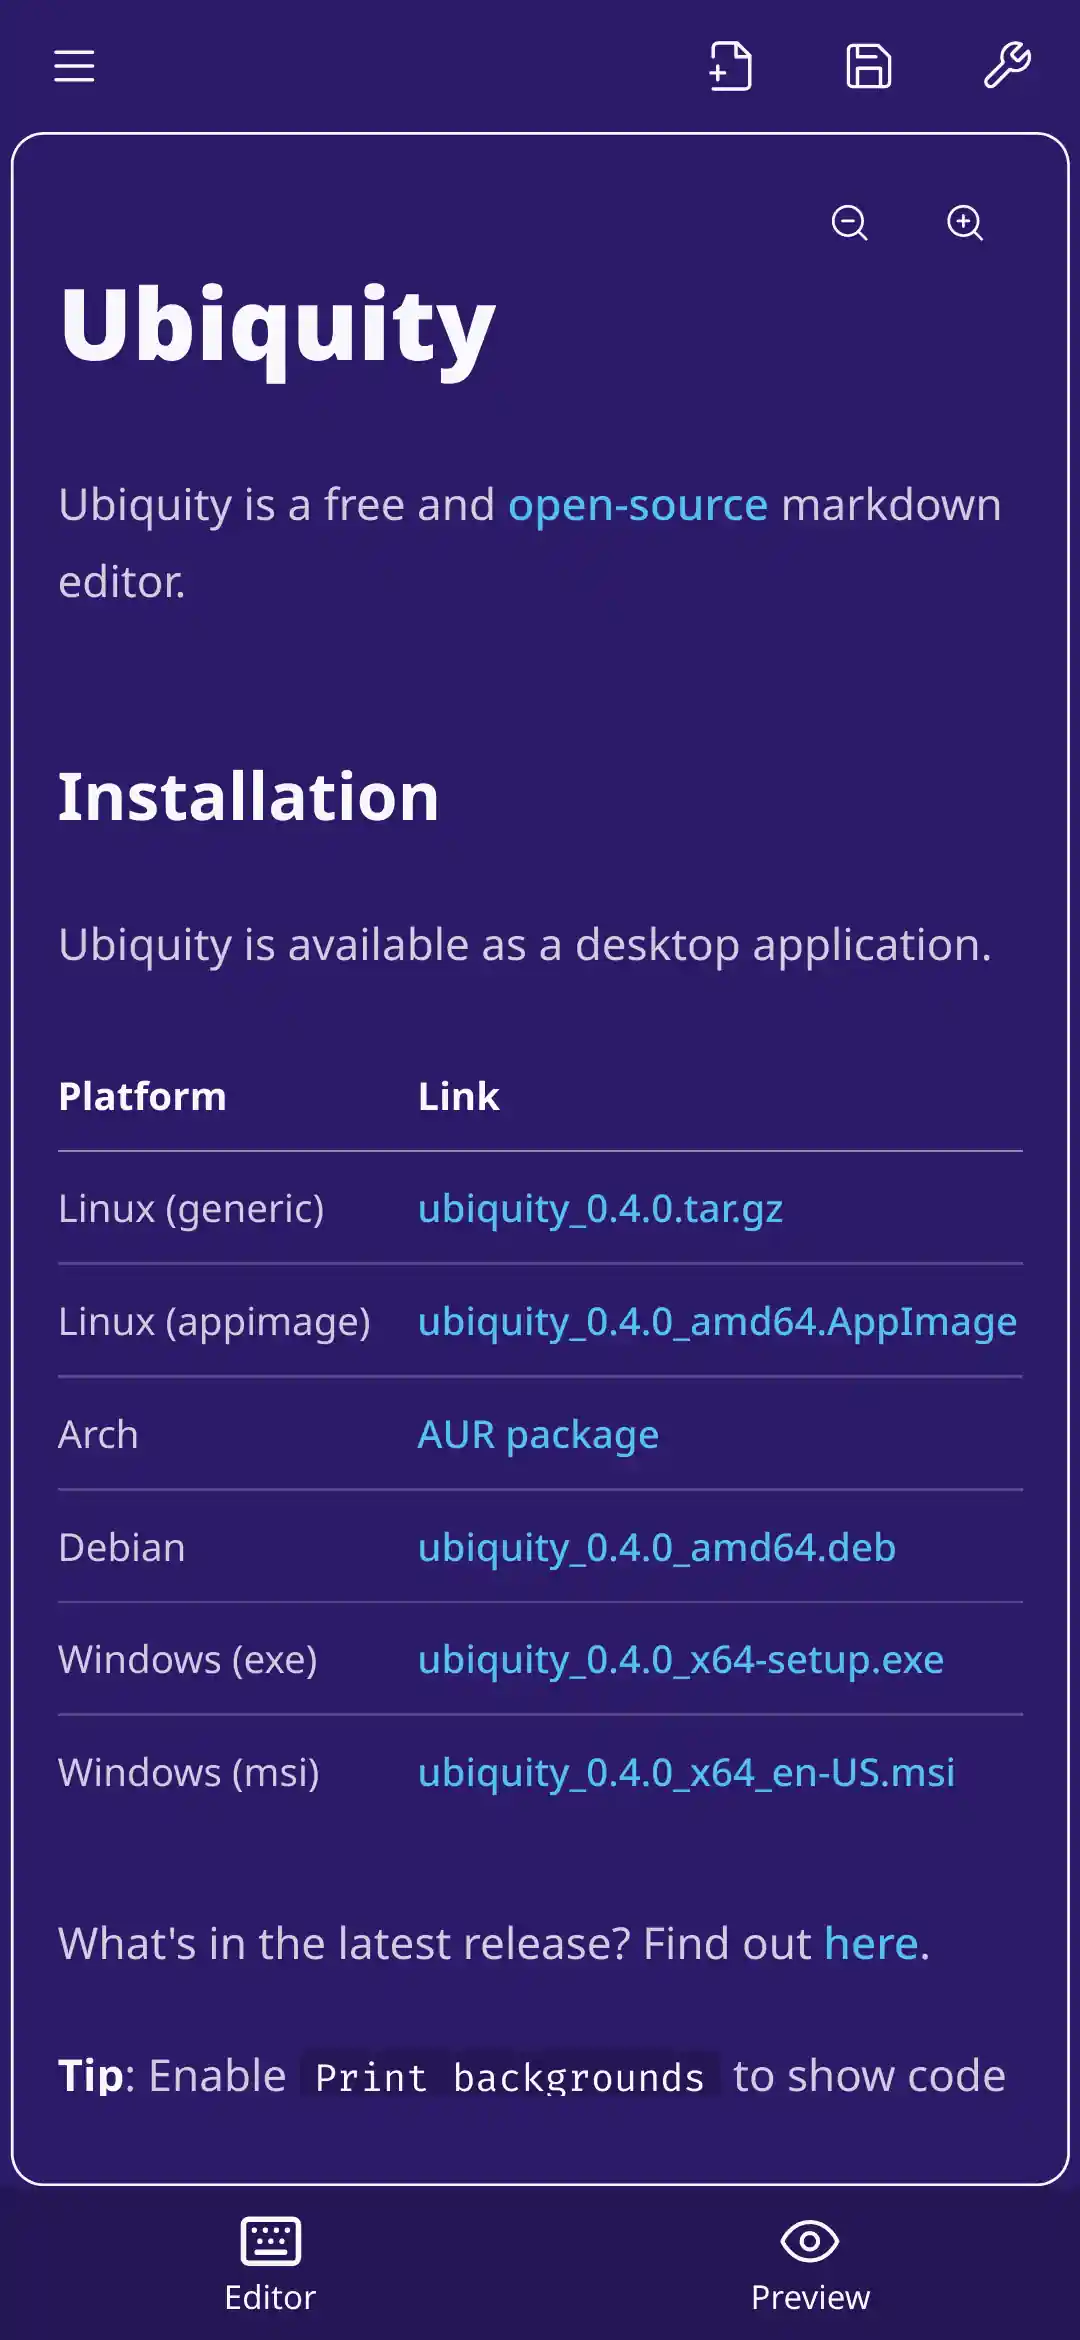 Ubiquity
Ubiquity is a free and open-source markdown
editor.
Installation
Ubiquity is available as a desktop application.
Platform Link
Linux (generic) ubiquity_0.4.0.tar.gz
Linux (appimage) ubiquity_0.4.0_amd64.AppImage
Arch AUR package
Debian ubiquity_0.4.0_amd64.deb
Windows (exe) ubiquity_0.4.0_x64-setup.exe
Windows (msi) ubiquity_0.4.0_x64_en-US.msi
What's in the latest release? Find out here.
Tip: Enable Print backgrounds to show code
Editor Preview